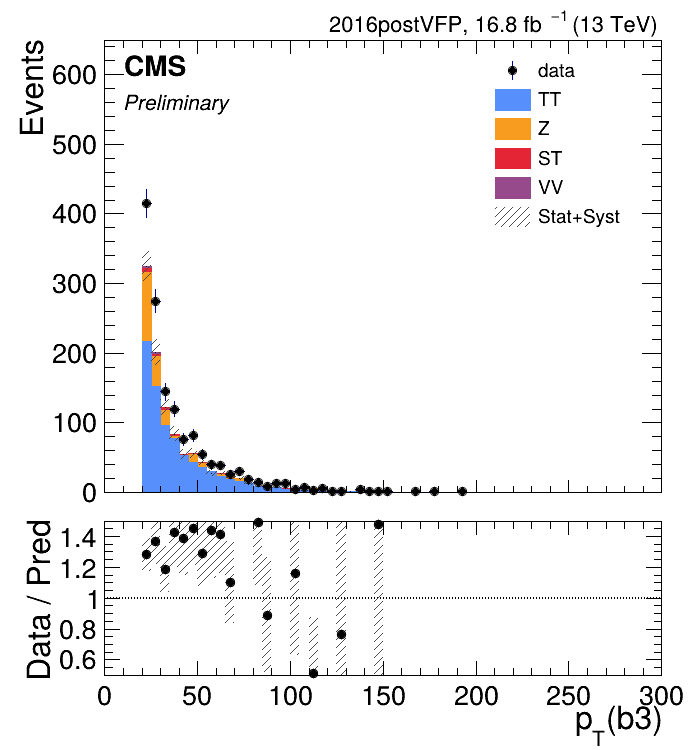 2016postVFP, 16.8 fb ⁻¹ (13 TeV)
Events
CMS
Preliminary
data
TT
Z
ST
VV
Stat+Syst
600
500
400
300
200
100
0
Data / Pred
1.4
1.2
1
0.8
0.6
0 50 100 150 200 250 300
p_T(b3)